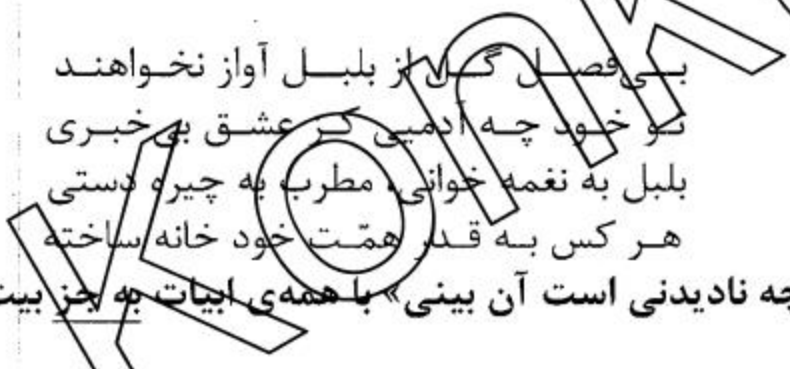 بی‌فصل گل از بلبل آواز نخواهند
تو خود چه آدمیی کز عشق بی‌خبری
بلبل به نغمه خوانی، مطرب به چیره دستی
هر کس به قدر همّت خود خانه ساخته
چه نادیدنی است آن بینی» با همه‌ی ابیات به جز بیت
Konk